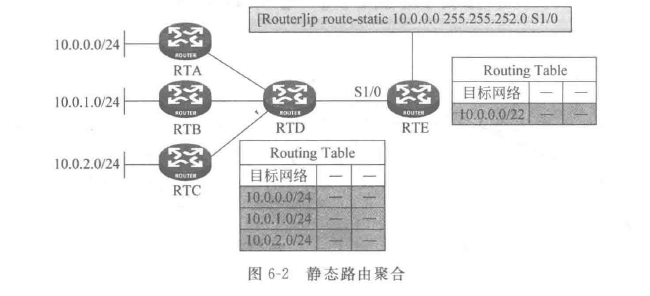 [Router]ip route-static 10.0.0.0 255.255.252.0 S1/0
10.0.0.0/24
ROUTER
RTA
10.0.1.0/24
ROUTER
RTB
ROUTER
RTD
S1/0
ROUTER
RTE
Routing Table
目标网络 — —
10.0.0.0/22 — —
10.0.2.0/24
ROUTER
RTC
Routing Table
目标网络 — —
10.0.0.0/24 — —
10.0.1.0/24 — —
10.0.2.0/24 — —
图 6-2 静态路由聚合